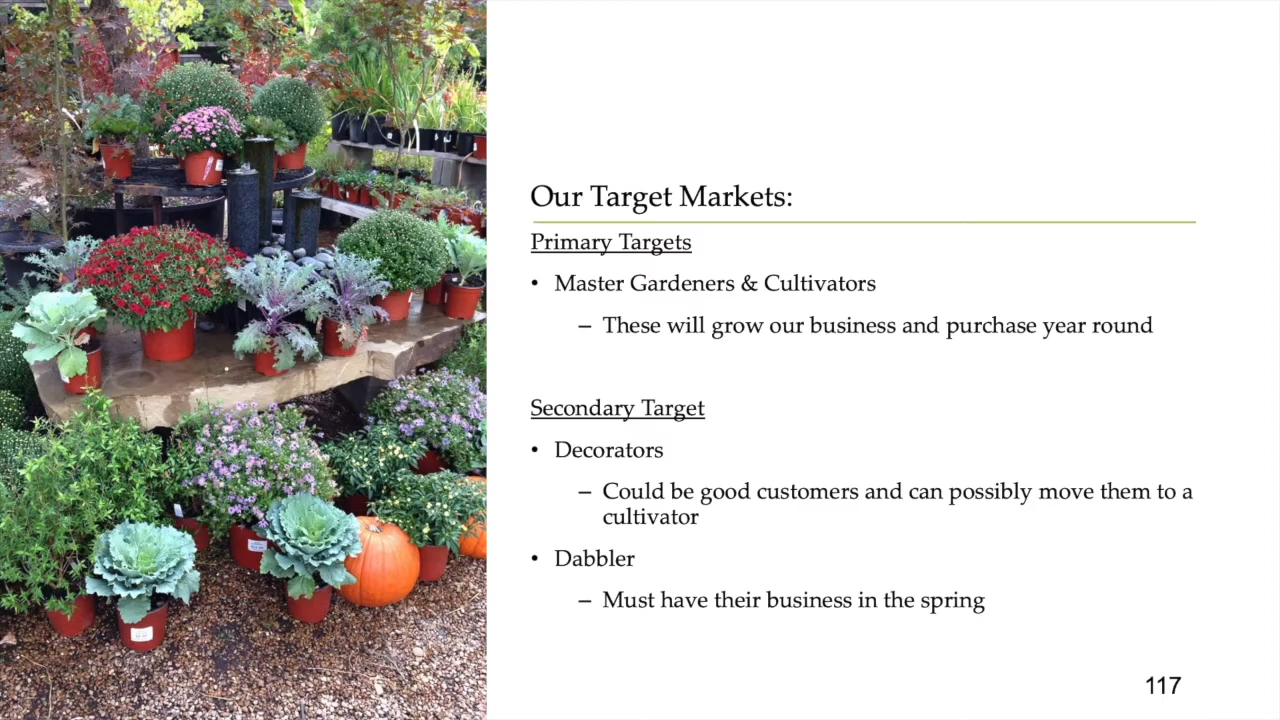 Our Target Markets:
Primary Targets
• Master Gardeners & Cultivators
– These will grow our business and purchase year round
Secondary Target
• Decorators
– Could be good customers and can possibly move them to a
cultivator
• Dabbler
– Must have their business in the spring
117